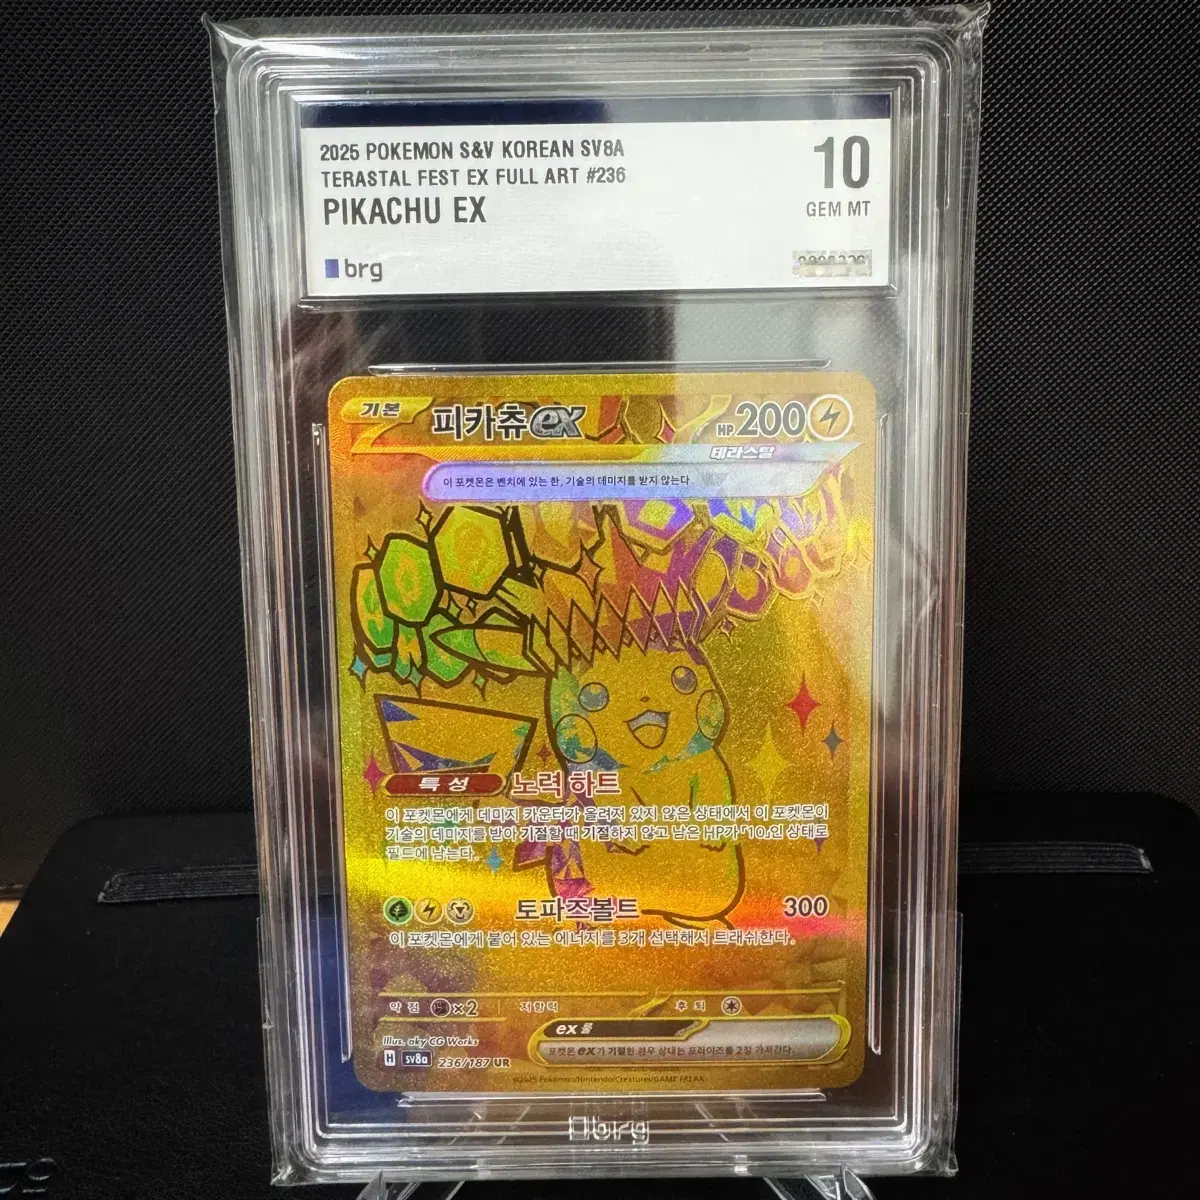 2025 POKEMON S&V KOREAN SV8A
TERASTAL FEST EX FULL ART #236
PIKACHU EX
10
GEM MT
brg
기본
피카츄ex
HP 200
테라스탈
이 포켓몬은 벤치에 있는 한, 기술의 데미지를 받지 않는다.
특성 노력 하트
이 포켓몬에게 데미지 카운터가 올려져 있지 않은 상태에서 이 포켓몬이
기술의 데미지를 받아 기절할 때 기절하지 않고 남은 HP가 「10」인 상태로
필드에 남는다.
토파즈볼트 300
이 포켓몬에게 붙어 있는 에너지를 3개 선택해서 트래쉬한다.
약점 ×2 저항력 후퇴
ex 룰
포켓몬 ex가 기절한 경우 상대는 프라이즈를 2장 가져간다.
Illus. aky CG Works
H sv8a 236/187 UR
©2025 Pokémon/Nintendo/Creatures/GAME FREAK
brg